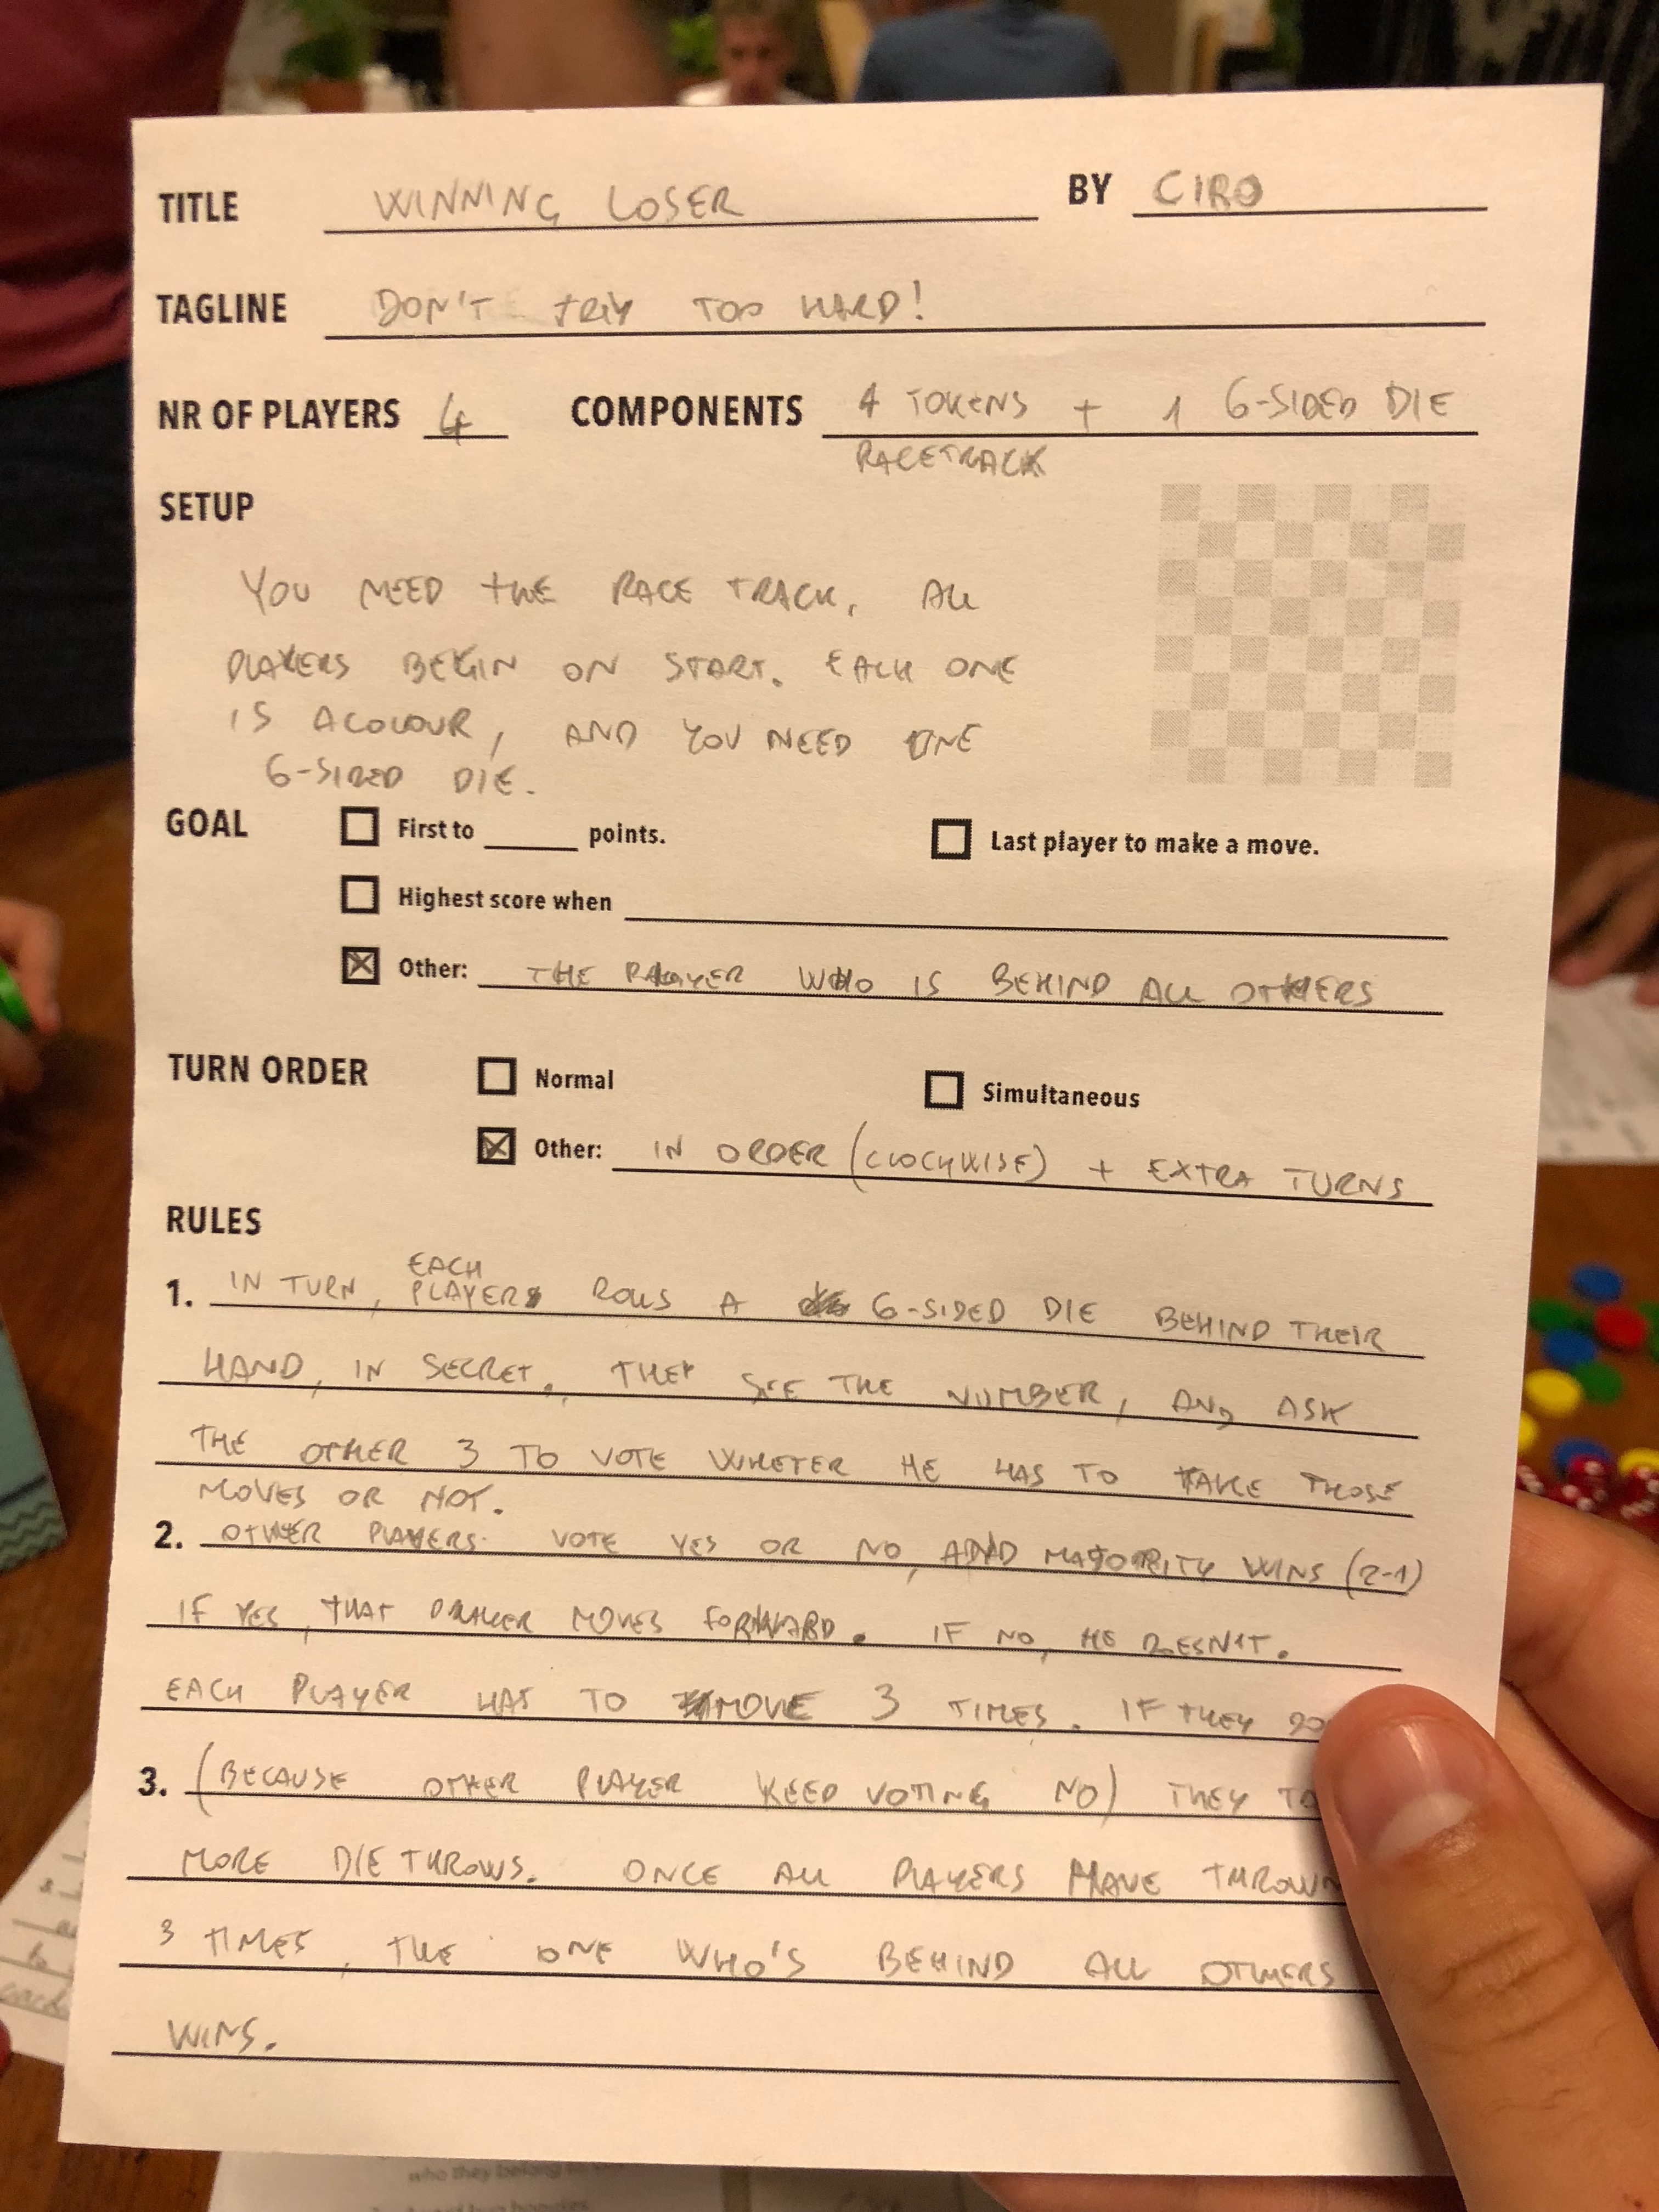 TITLE WINNING LOSER BY CIRO
TAGLINE DON'T TRY TOO HARD!
NR OF PLAYERS 4 COMPONENTS 4 TOKENS + 1 6-SIDED DIE
RACETRACK
SETUP
YOU NEED THE RACE TRACK, ALL
PLAYERS BEGIN ON START. EACH ONE
IS A COLOUR, AND YOU NEED ONE
6-SIDED DIE.
GOAL First to points. Last player to make a move.
Highest score when
Other: THE PLAYER WHO IS BEHIND ALL OTHERS
TURN ORDER Normal Simultaneous
Other: IN ORDER (CLOCKWISE) + EXTRA TURNS
RULES
EACH
1. IN TURN, PLAYER ROLLS A 6-SIDED DIE BEHIND THEIR
HAND, IN SECRET. THEY SEE THE NUMBER, AND ASK
THE OTHER 3 TO VOTE WHETER HE HAS TO TAKE THOSE
MOVES OR NOT.
2. OTHER PLAYERS VOTE YES OR NO, AND MAJORITY WINS (2-1)
IF YES, THAT PLAYER MOVES FORWARD. IF NO, HE DOESN'T.
EACH PLAYER HAS TO MOVE 3 TIMES. IF THEY
3. (BECAUSE OTHER PLAYER KEEP VOTING NO) THEY
MORE DIE THROWS. ONCE ALL PLAYERS HAVE THROWN
3 TIMES, THE ONE WHO'S BEHIND ALL OTHERS
WINS.
who they belong